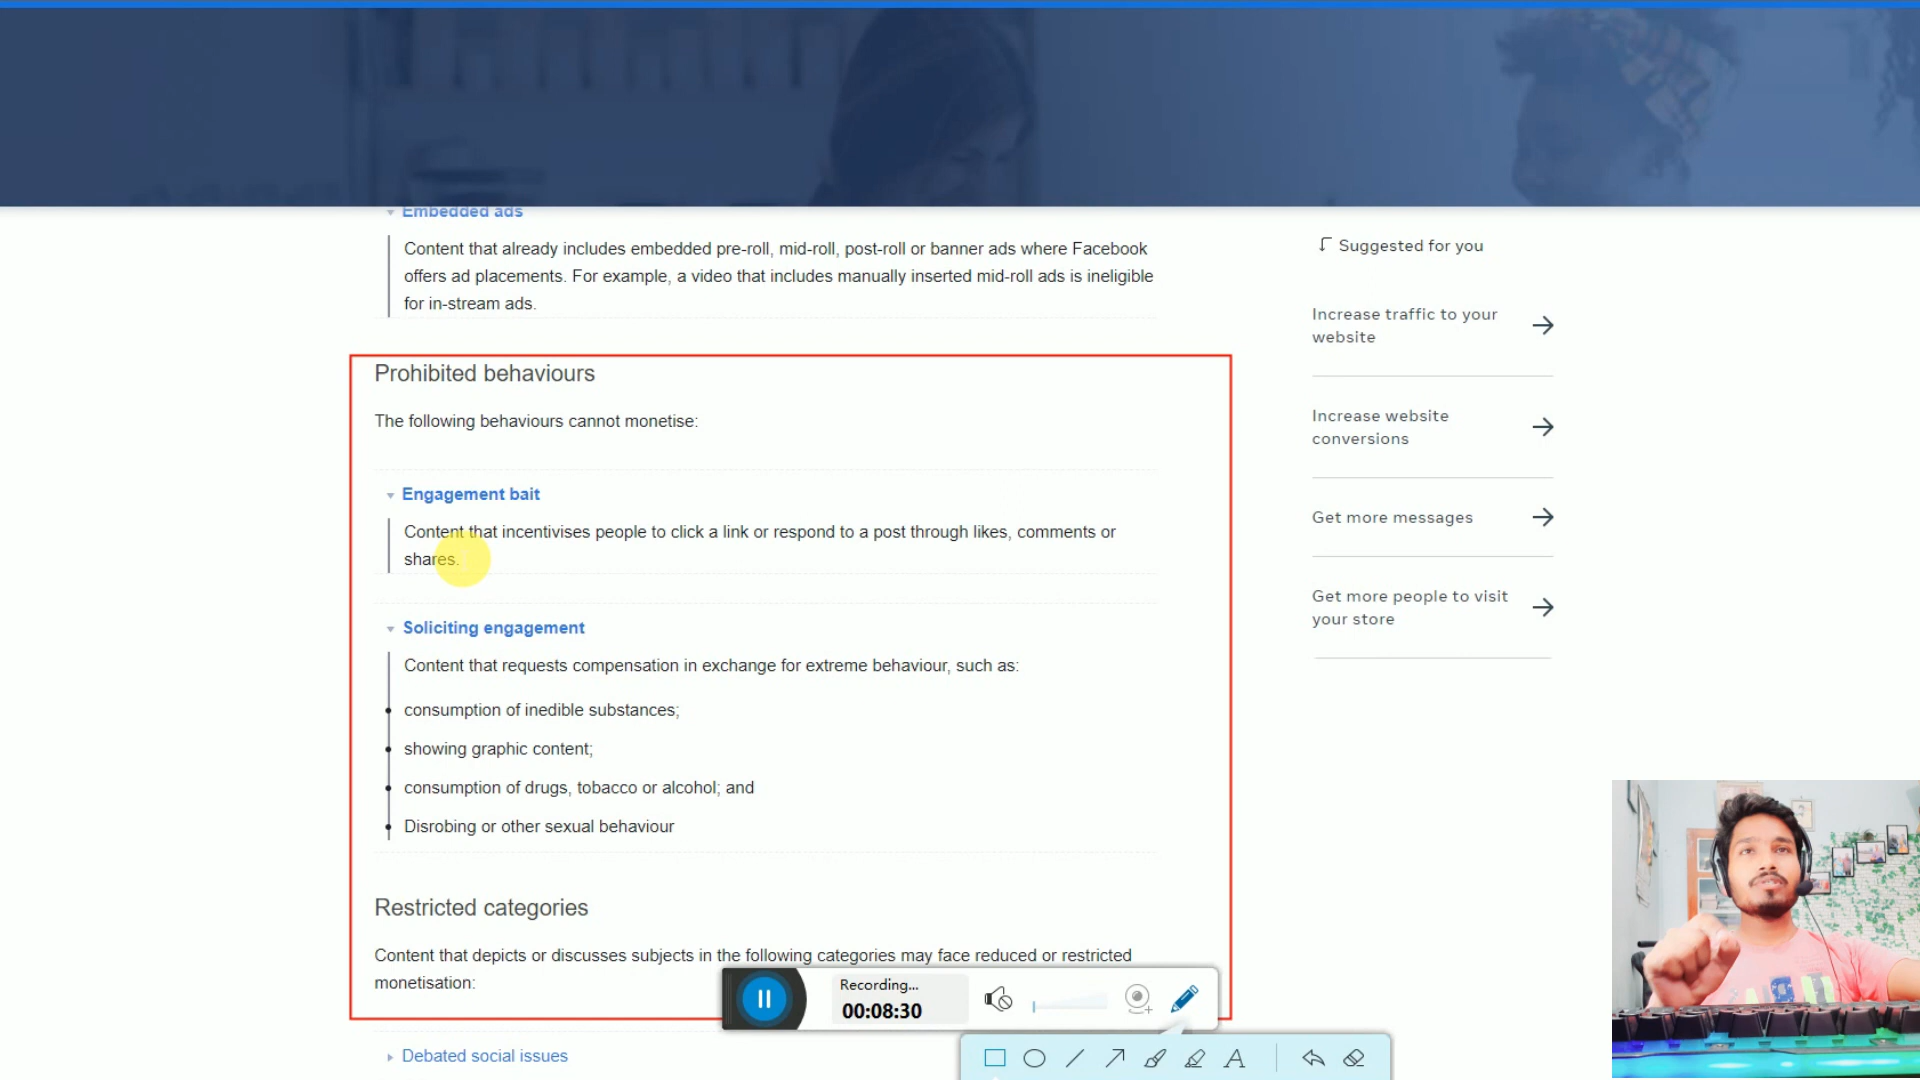 Embedded ads
Content that already includes embedded pre-roll, mid-roll, post-roll or banner ads where Facebook
offers ad placements. For example, a video that includes manually inserted mid-roll ads is ineligible
for in-stream ads.
Prohibited behaviours
The following behaviours cannot monetise:
Engagement bait
Content that incentivises people to click a link or respond to a post through likes, comments or
shares.
Soliciting engagement
Content that requests compensation in exchange for extreme behaviour, such as:
consumption of inedible substances;
showing graphic content;
consumption of drugs, tobacco or alcohol; and
Disrobing or other sexual behaviour
Restricted categories
Content that depicts or discusses subjects in the following categories may face reduced or restricted
monetisation:
Debated social issues
Suggested for you
Increase traffic to your
website
Increase website
conversions
Get more messages
Get more people to visit
your store
Recording...
00:08:30
A